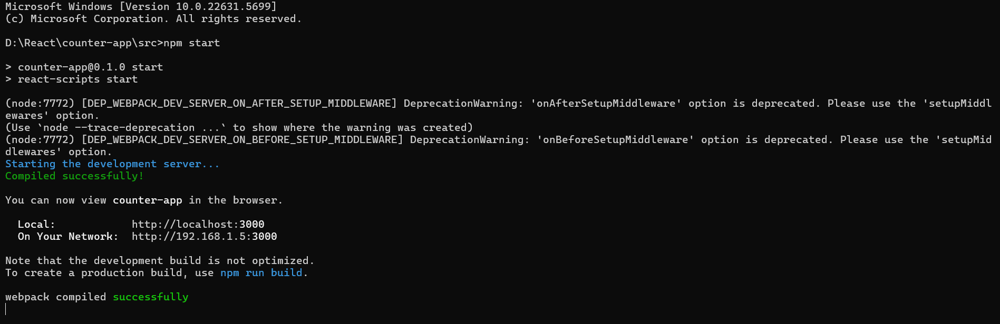 Microsoft Windows [Version 10.0.22631.5699]
(c) Microsoft Corporation. All rights reserved.
D:\React\counter-app\src>npm start
> counter-app@0.1.0 start
> react-scripts start
(node:7772) [DEP_WEBPACK_DEV_SERVER_ON_AFTER_SETUP_MIDDLEWARE] DeprecationWarning: 'onAfterSetupMiddleware' option is deprecated. Please use the 'setupMiddl
ewares' option.
(Use `node --trace-deprecation ...` to show where the warning was created)
(node:7772) [DEP_WEBPACK_DEV_SERVER_ON_BEFORE_SETUP_MIDDLEWARE] DeprecationWarning: 'onBeforeSetupMiddleware' option is deprecated. Please use the 'setupMid
dlewares' option.
Starting the development server...
Compiled successfully!
You can now view counter-app in the browser.
Local: http://localhost:3000
On Your Network: http://192.168.1.5:3000
Note that the development build is not optimized.
To create a production build, use npm run build.
webpack compiled successfully